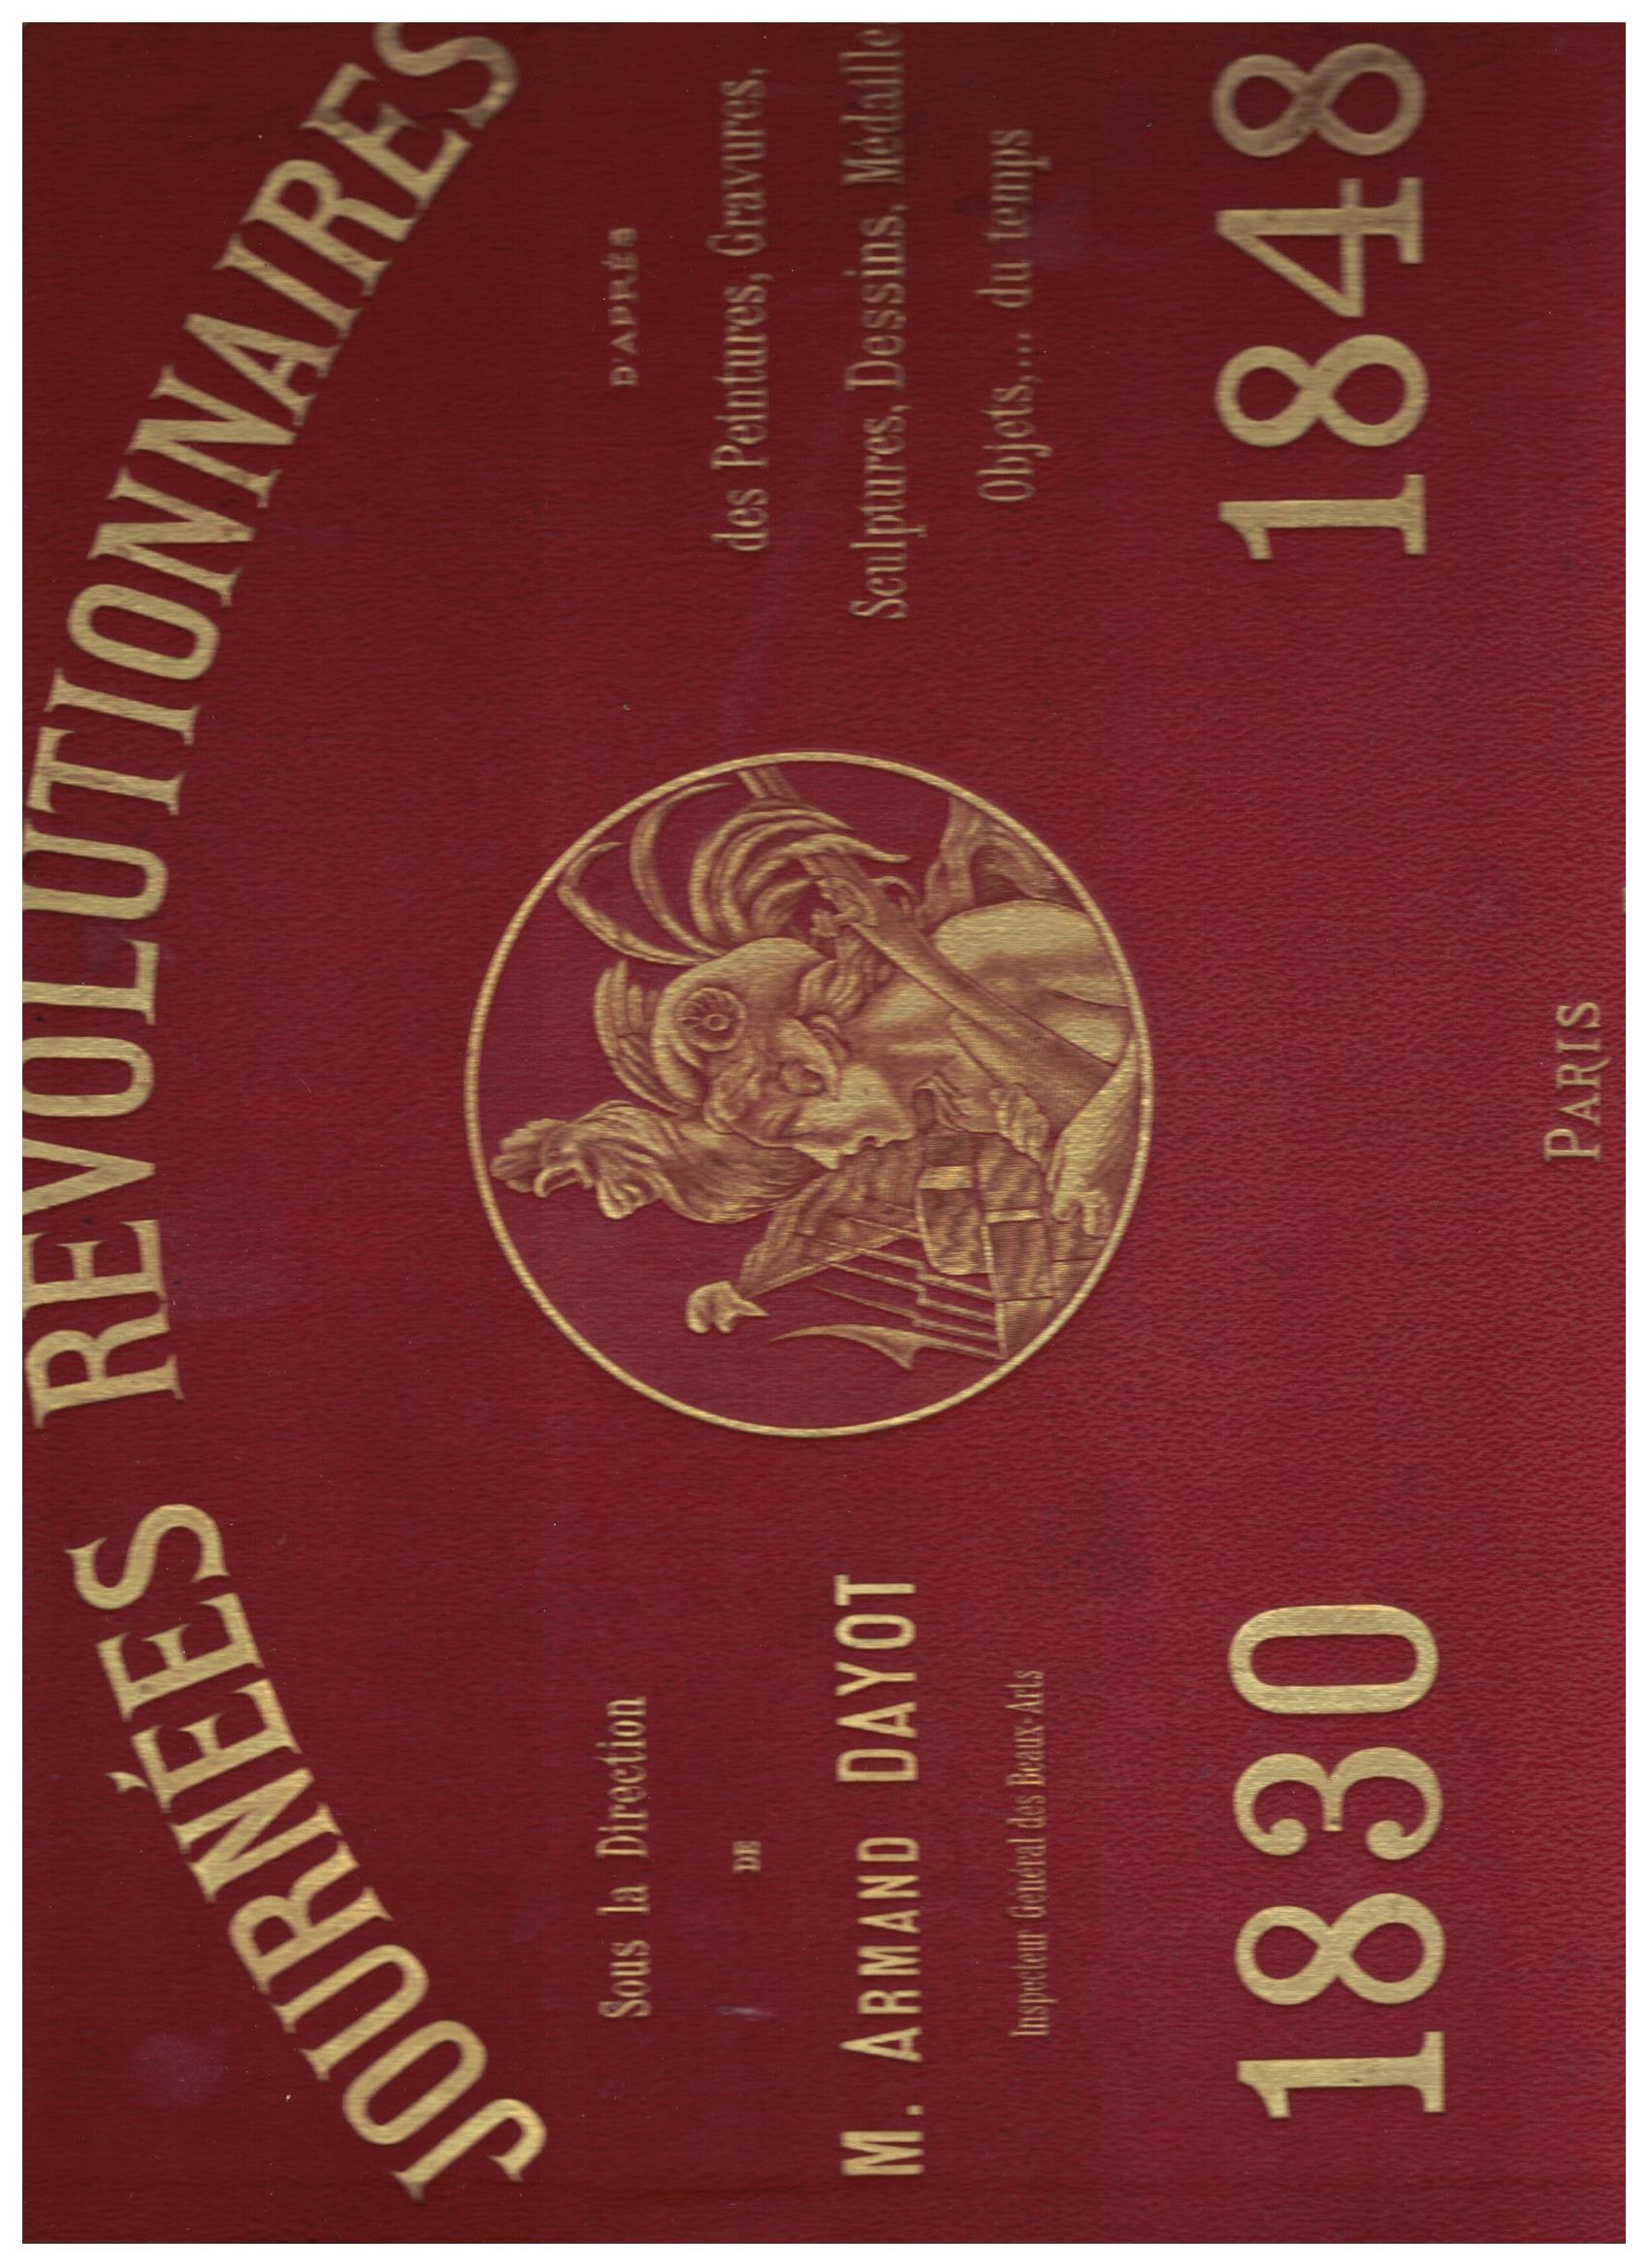 JOURNÉES RÉVOLUTIONNAIRES
Sous la Direction
DE
M. ARMAND DAYOT
Inspecteur Général des Beaux-Arts
D'APRÈS
des Peintures, Gravures,
Sculptures, Dessins, Médaille
Objets,... du temps
1830
1848
PARIS